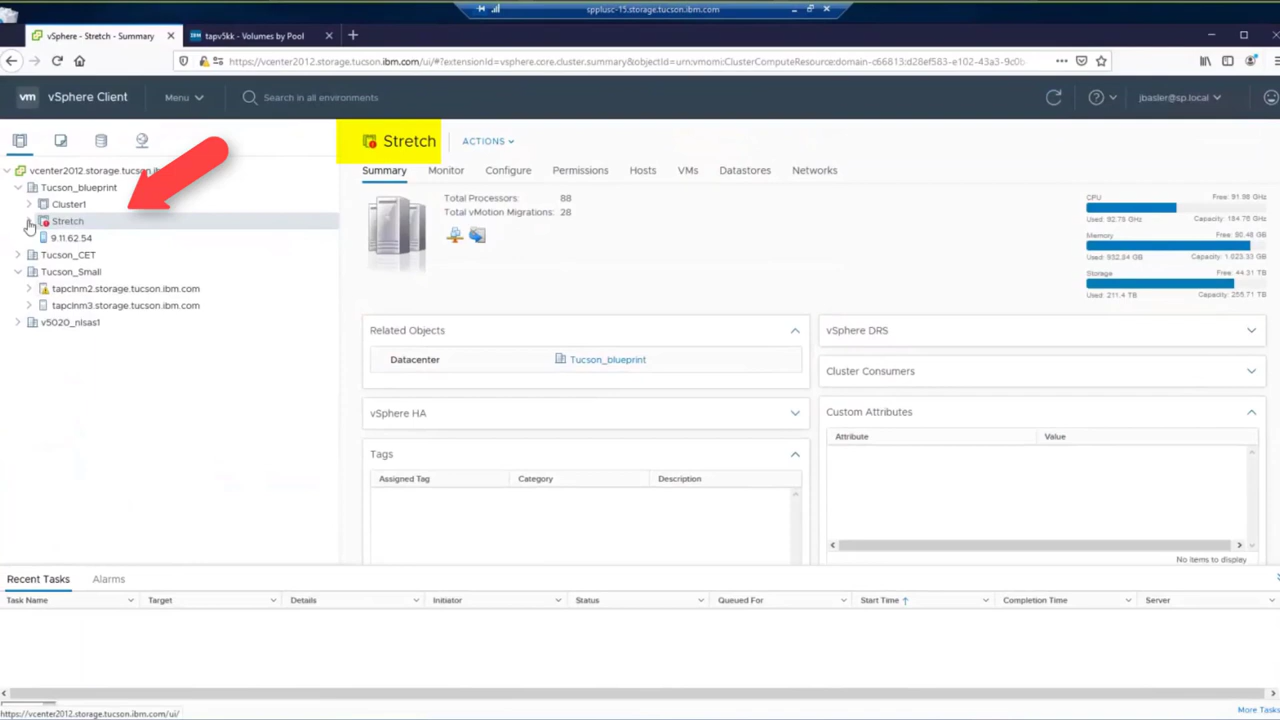 spplusc-15.storage.tucson.ibm.com
vSphere - Stretch - Summary
IBM tapv5kk - Volumes by Pool
https://vcenter2012.storage.tucson.ibm.com/ui/#?extensionId=vsphere.core.cluster.summary&objectId=urn:vmomi:ClusterComputeResource:domain-c66813:d28ef583-e102-43a3-9c0b
vm vSphere Client
Menu
Search in all environments
jbasler@sp.local
Stretch
ACTIONS
vcenter2012.storage.tucson.ib
Tucson_blueprint
Cluster1
Stretch
9.11.62.54
Tucson_CET
Tucson_Small
tapclnm2.storage.tucson.ibm.com
tapclnm3.storage.tucson.ibm.com
v5020_nlsas1
Summary Monitor Configure Permissions Hosts VMs Datastores Networks
Total Processors: 88
Total vMotion Migrations: 28
CPU Free: 91.98 GHz
Used: 92.78 GHz Capacity: 184.76 GHz
Memory Free: 90.48 GB
Used: 932.84 GB Capacity: 1,023.33 GB
Storage Free: 44.31 TB
Used: 211.4 TB Capacity: 255.71 TB
Related Objects
Datacenter Tucson_blueprint
vSphere HA
Tags
Assigned Tag Category Description
vSphere DRS
Cluster Consumers
Custom Attributes
Attribute Value
No items to display
Recent Tasks Alarms
Task Name Target Details Initiator Status Queued For Start Time Completion Time Server
https://vcenter2012.storage.tucson.ibm.com/ui/
More Tasks